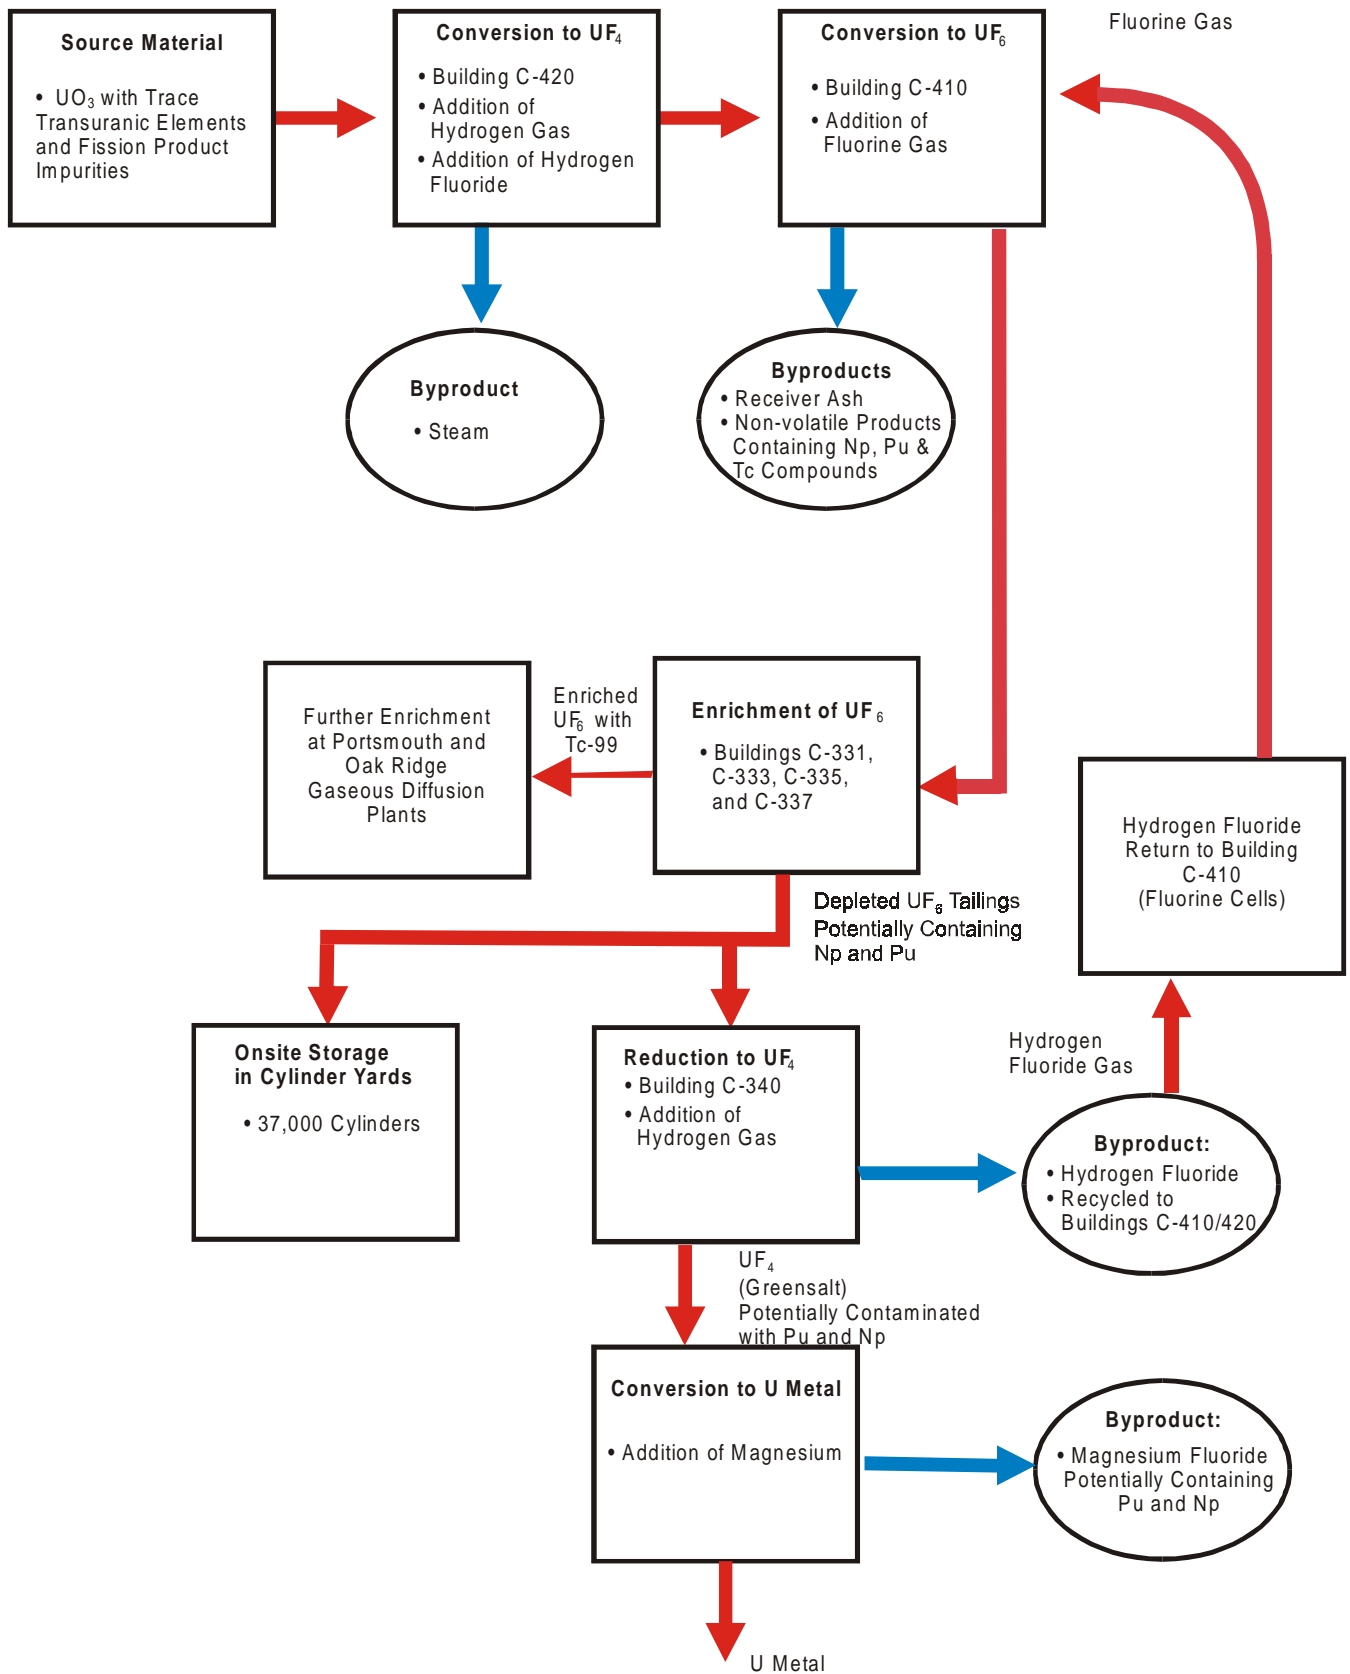 Source Material
• UO3 with Trace
Transuranic Elements
and Fission Product
Impurities
Conversion to UF4
• Building C-420
• Addition of
Hydrogen Gas
• Addition of Hydrogen
Fluoride
Conversion to UF6
• Building C-410
• Addition of
Fluorine Gas
Fluorine Gas
Byproduct
• Steam
Byproducts
• Receiver Ash
• Non-volatile Products
Containing Np, Pu &
Tc Compounds
Further Enrichment
at Portsmouth and
Oak Ridge
Gaseous Diffusion
Plants
Enriched
UF6 with
Tc-99
Enrichment of UF6
• Buildings C-331,
C-333, C-335,
and C-337
Hydrogen Fluoride
Return to Building
C-410
(Fluorine Cells)
Depleted UF6 Tailings
Potentially Containing
Np and Pu
Onsite Storage
in Cylinder Yards
• 37,000 Cylinders
Reduction to UF4
• Building C-340
• Addition of
Hydrogen Gas
Hydrogen
Fluoride Gas
Byproduct:
• Hydrogen Fluoride
• Recycled to
Buildings C-410/420
UF4
(Greensalt)
Potentially Contaminated
with Pu and Np
Conversion to U Metal
• Addition of Magnesium
Byproduct:
• Magnesium Fluoride
Potentially Containing
Pu and Np
U Metal